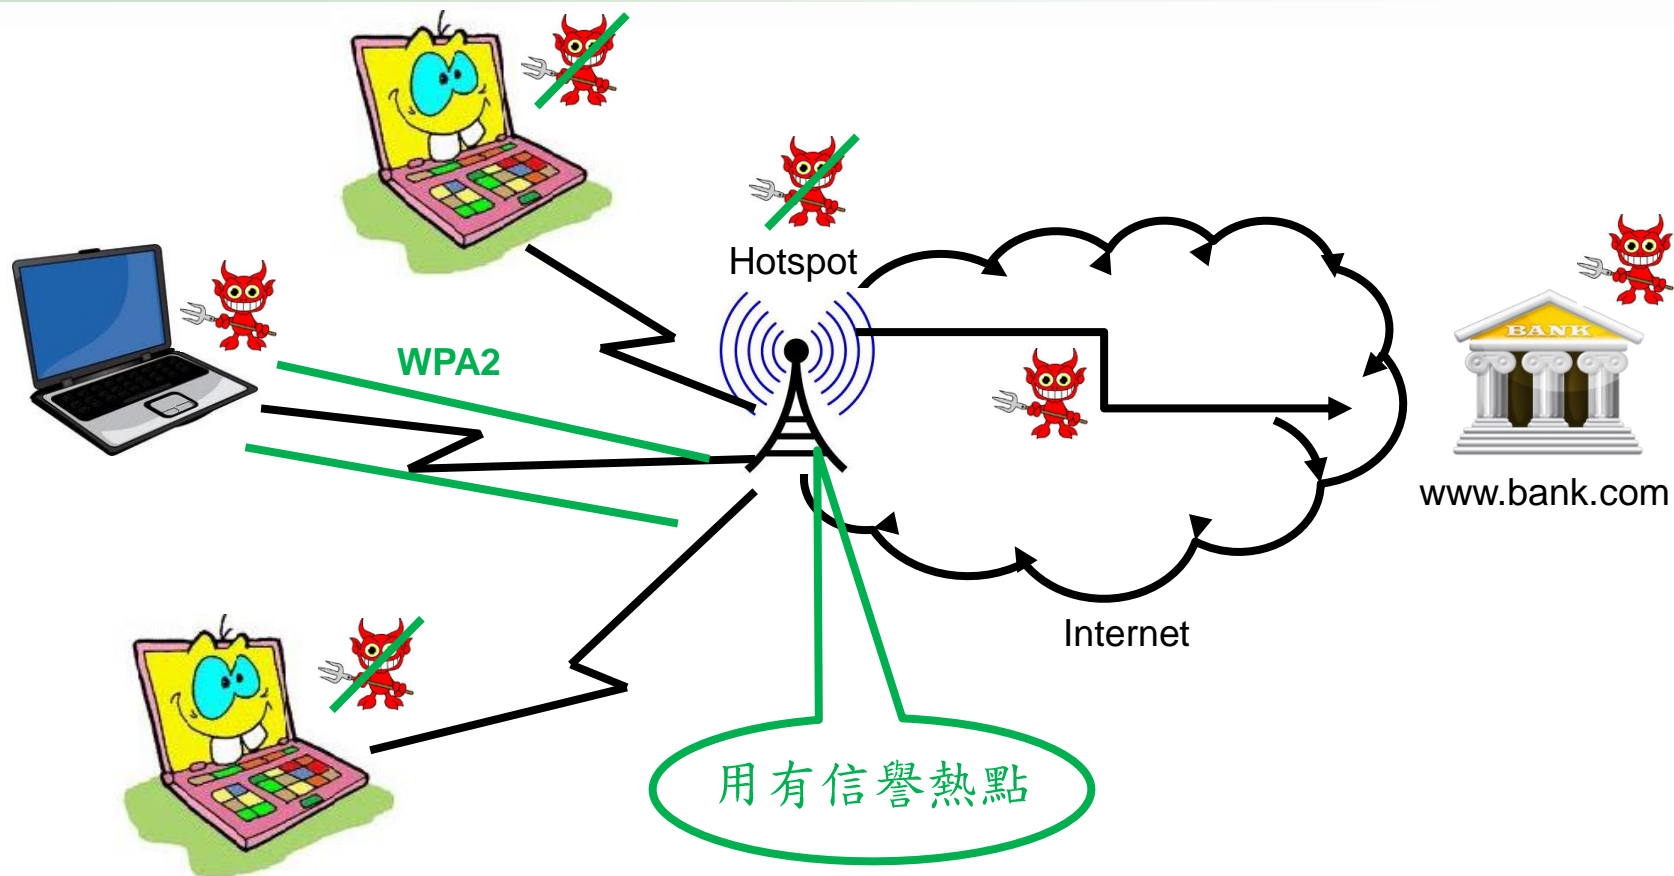 Hotspot
WPA2
BANK
www.bank.com
Internet
用有信譽熱點